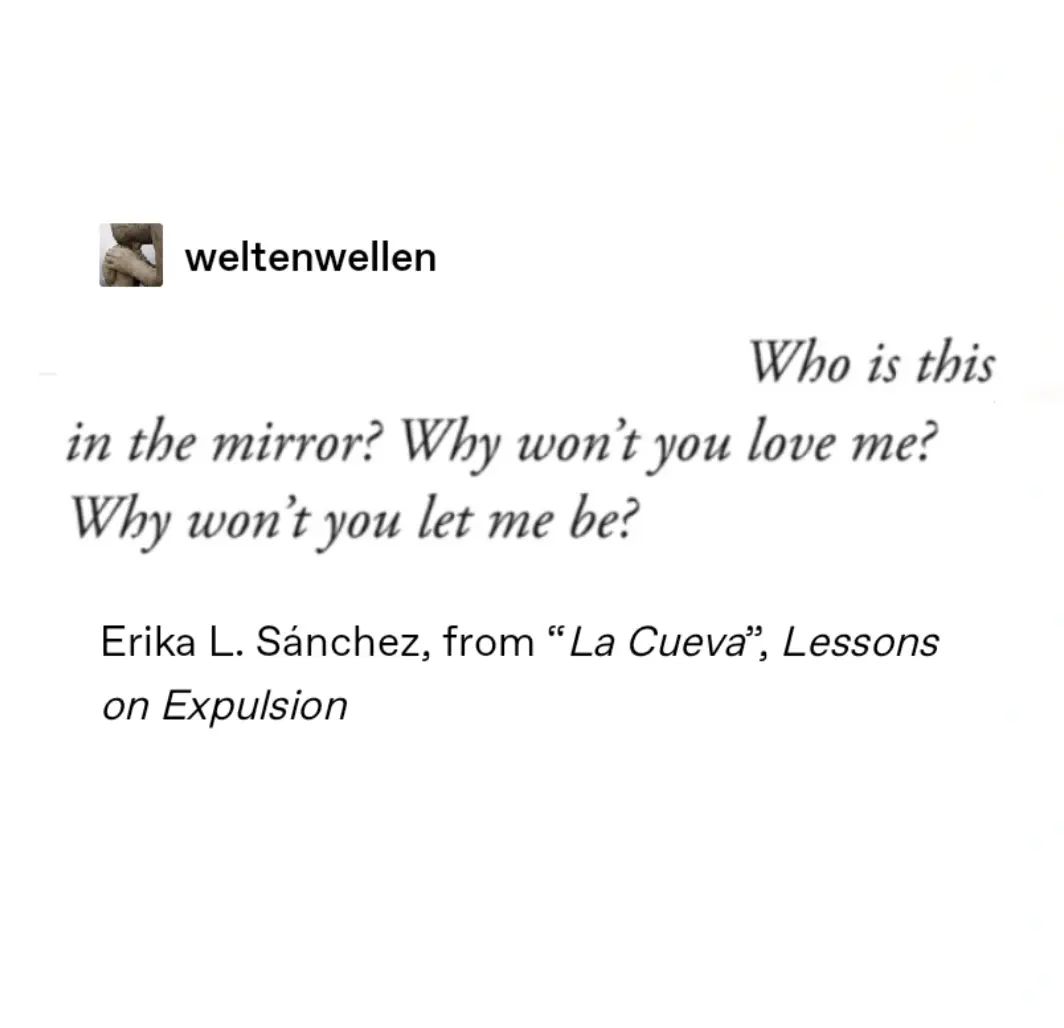 weltenwellen
Who is this
in the mirror? Why won’t you love me?
Why won’t you let me be?
Erika L. Sánchez, from “La Cueva”, Lessons
on Expulsion